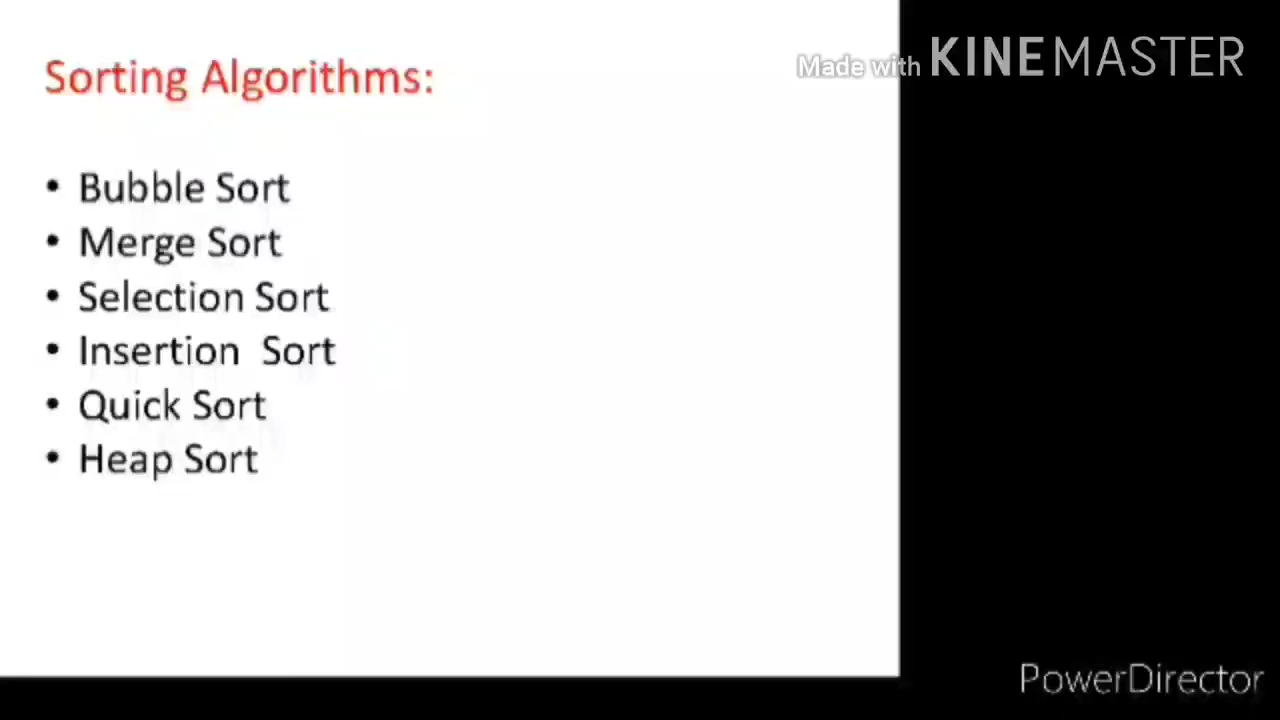 Sorting Algorithms:
Made with KINEMASTER
• Bubble Sort
• Merge Sort
• Selection Sort
• Insertion  Sort
• Quick Sort
• Heap Sort
PowerDirector